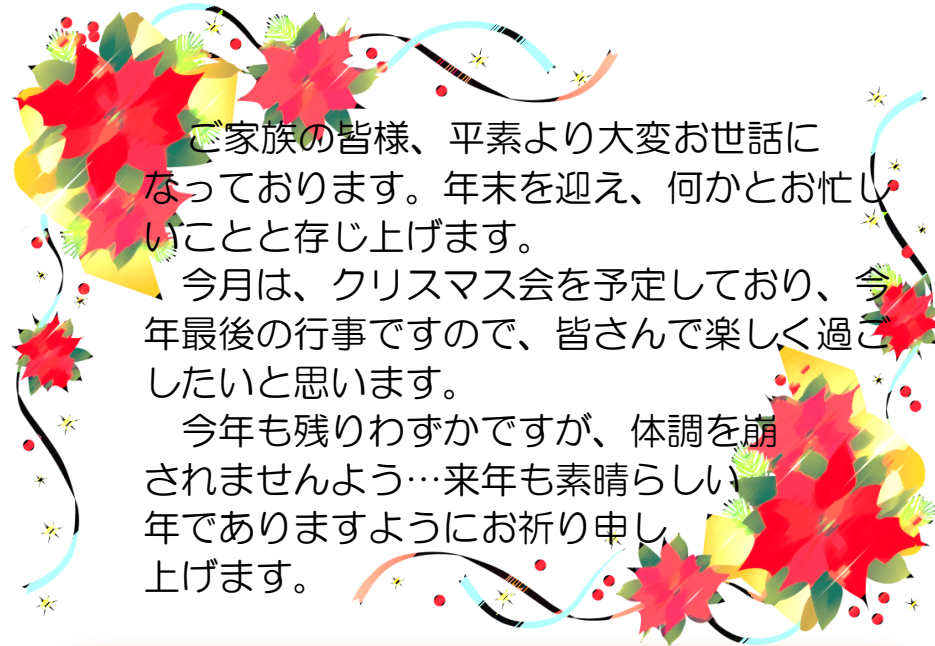 ご家族の皆様、平素より大変お世話に
なっております。年末を迎え、何かとお忙し
いことと存じ上げます。
今月は、クリスマス会を予定しており、今
年最後の行事ですので、皆さんで楽しく過ご
したいと思います。
今年も残りわずかですが、体調を崩
されませんよう…来年も素晴らしい
年でありますようにお祈り申し
上げます。